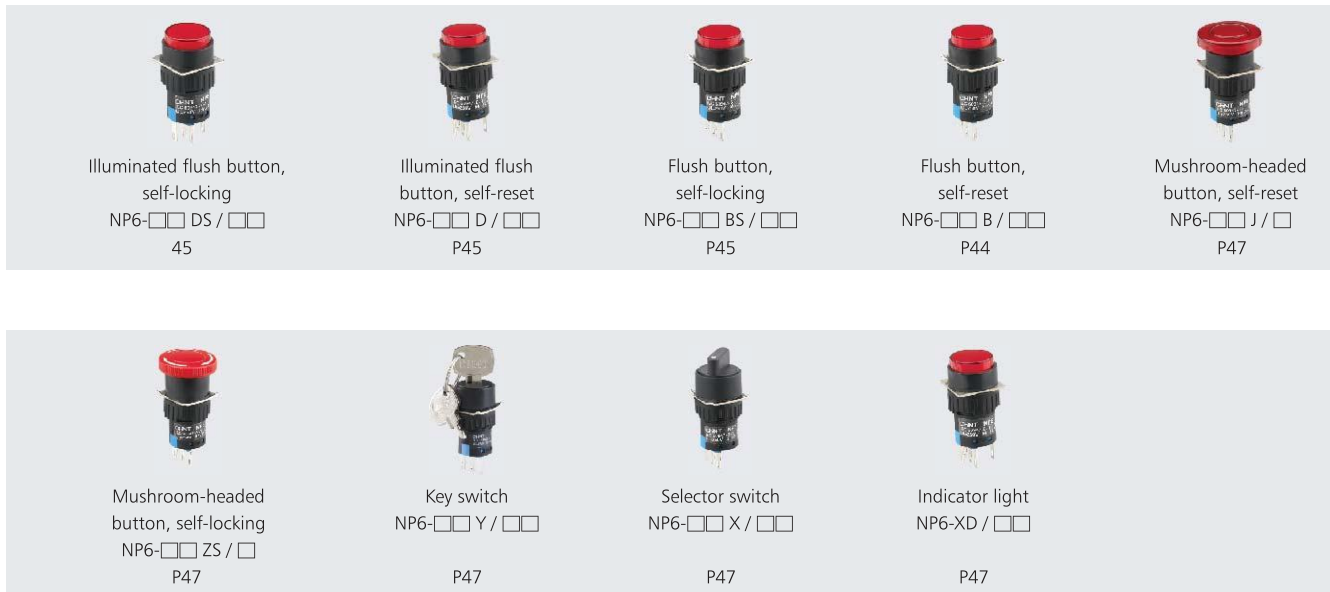 Illuminated flush button,
self-locking
NP6-□□ DS / □□
45
Illuminated flush
button, self-reset
NP6-□□ D / □□
P45
Flush button,
self-locking
NP6-□□ BS / □□
P45
Flush button,
self-reset
NP6-□□ B / □□
P44
Mushroom-headed
button, self-reset
NP6-□□ J / □
P47
Mushroom-headed
button, self-locking
NP6-□□ ZS / □
P47
Key switch
NP6-□□ Y / □□
P47
Selector switch
NP6-□□ X / □□
P47
Indicator light
NP6-XD / □□
P47